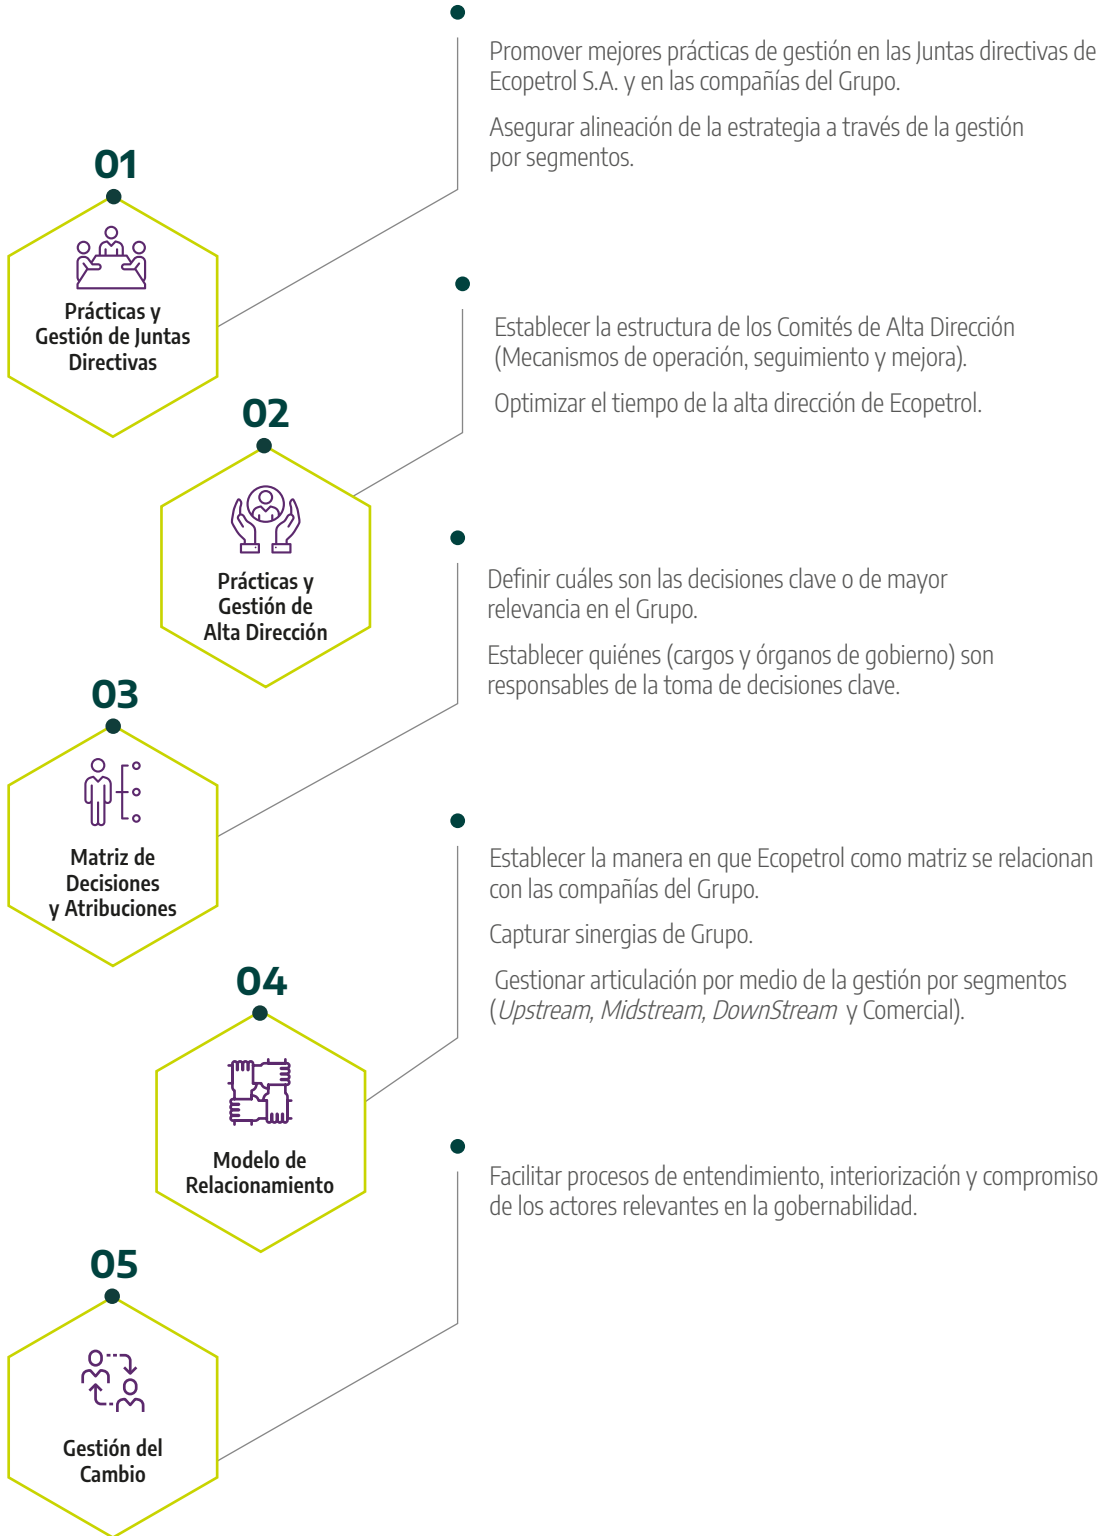 Promover mejores prácticas de gestión en las Juntas directivas de
Ecopetrol S.A. y en las compañías del Grupo.
Asegurar alineación de la estrategia a través de la gestión
por segmentos.
01
Prácticas y
Gestión de Juntas
Directivas
Establecer la estructura de los Comités de Alta Dirección
(Mecanismos de operación, seguimiento y mejora).
Optimizar el tiempo de la alta dirección de Ecopetrol.
02
Prácticas y
Gestión de
Alta Dirección
Definir cuáles son las decisiones clave o de mayor
relevancia en el Grupo.
Establecer quiénes (cargos y órganos de gobierno) son
responsables de la toma de decisiones clave.
03
Matriz de
Decisiones
y Atribuciones
Establecer la manera en que Ecopetrol como matriz se relacionan
con las compañías del Grupo.
Capturar sinergias de Grupo.
Gestionar articulación por medio de la gestión por segmentos
(Upstream, Midstream, DownStream y Comercial).
04
Modelo de
Relacionamiento
Facilitar procesos de entendimiento, interiorización y compromiso
de los actores relevantes en la gobernabilidad.
05
Gestión del
Cambio